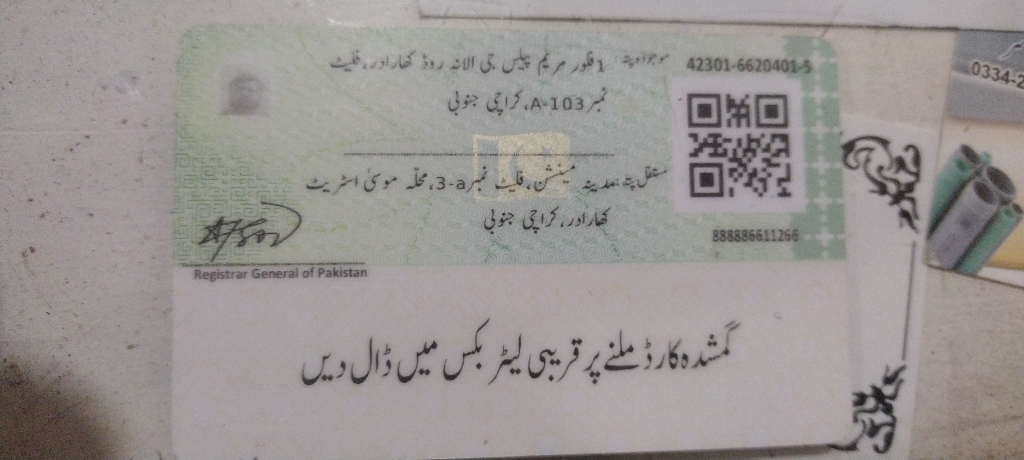 موجودہ پتہ: 1 فلور مریم پیلس جی الانہ روڈ کھارادر، فلیٹ
نمبر A-103، کراچی جنوبی
42301-6620401-5
مستقل پتہ: مدینہ مینشن، فلیٹ نمبر 3-a، محلہ موسیٰ اسٹریٹ
کھارادر، کراچی جنوبی
888886611266
Registrar General of Pakistan
گمشدہ کارڈ ملنے پر قریبی لیٹر بکس میں ڈال دیں
0334-2